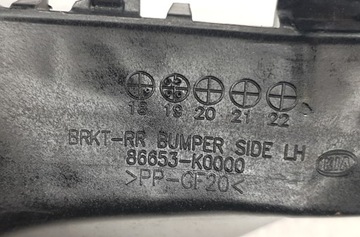 18 19 20 21 22
BRKT-RR BUMPER SIDE LH
86653-K0000
>PP-GF20<
KIA